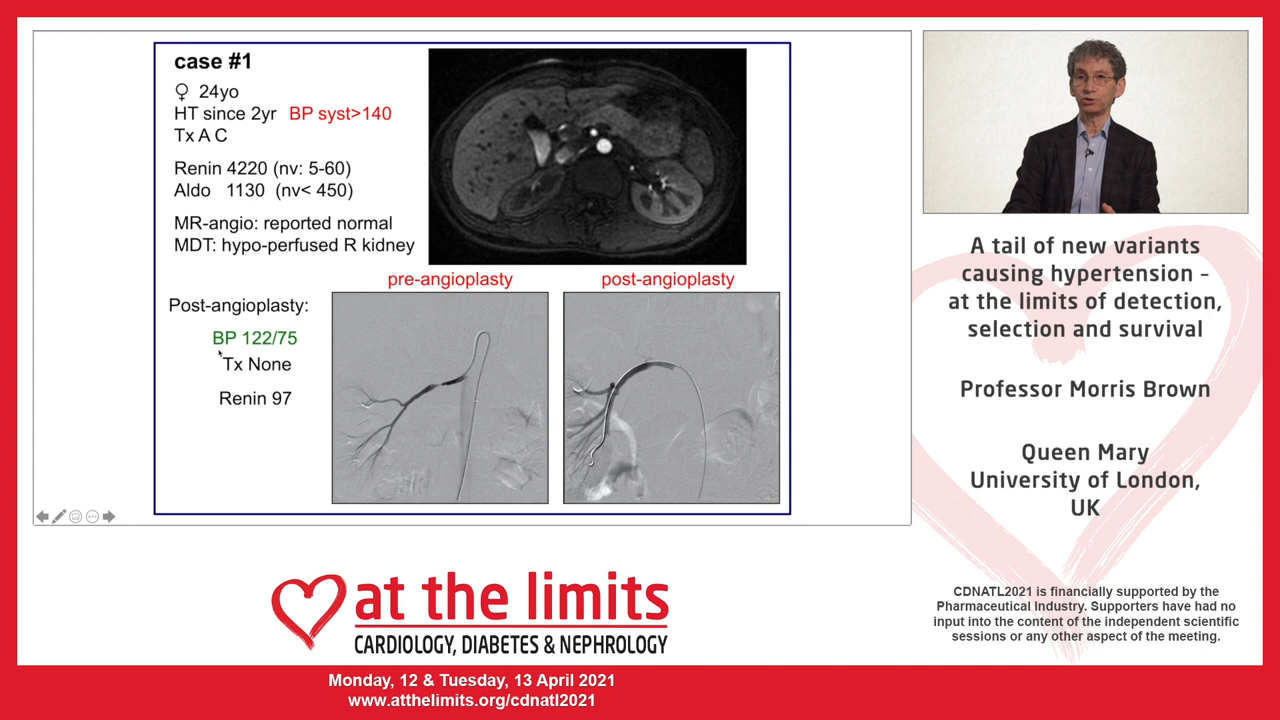 case #1
♀ 24yo
HT since 2yr BP syst>140
Tx A C
Renin 4220 (nv: 5-60)
Aldo 1130 (nv< 450)
MR-angio: reported normal
MDT: hypo-perfused R kidney
pre-angioplasty
post-angioplasty
Post-angioplasty:
BP 122/75
Tx None
Renin 97
A tail of new variants
causing hypertension –
at the limits of detection,
selection and survival
Professor Morris Brown
Queen Mary
University of London,
UK
CDNATL2021 is financially supported by the
Pharmaceutical Industry. Supporters have had no
input into the content of the independent scientific
sessions or any other aspect of the meeting.
at the limits
CARDIOLOGY, DIABETES & NEPHROLOGY
Monday, 12 & Tuesday, 13 April 2021
www.atthelimits.org/cdnatl2021